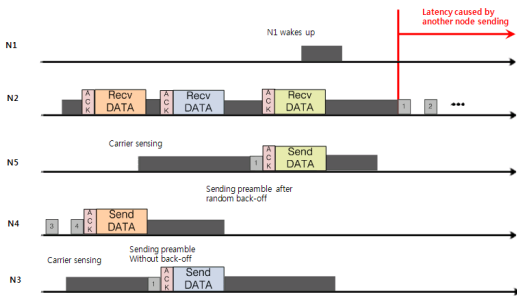 Latency caused by
another node sending
N1 wakes up
N1
N2
A
C
K
Recv
DATA
A
C
K
Recv
DATA
A
C
K
Recv
DATA
1
2
•••
Carrier sensing
N5
1
A
C
K
Send
DATA
Sending preamble after
random back-off
N4
3
4
A
C
K
Send
DATA
Carrier sensing
Sending preamble
Without back-off
N3
1
A
C
K
Send
DATA